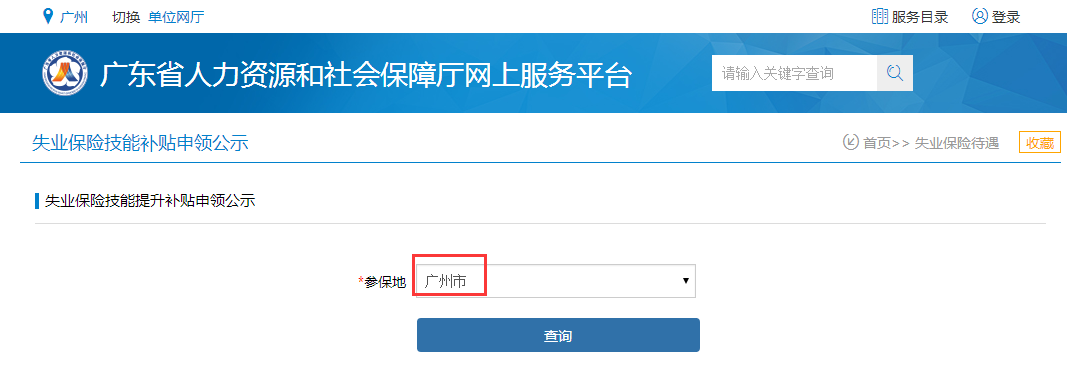 广州 切换 单位网厅 服务目录 登录
广东省人力资源和社会保障厅网上服务平台 请输入关键字查询
失业保险技能补贴申领公示 首页>> 失业保险待遇 收藏
失业保险技能提升补贴申领公示
*参保地 广州市
查询